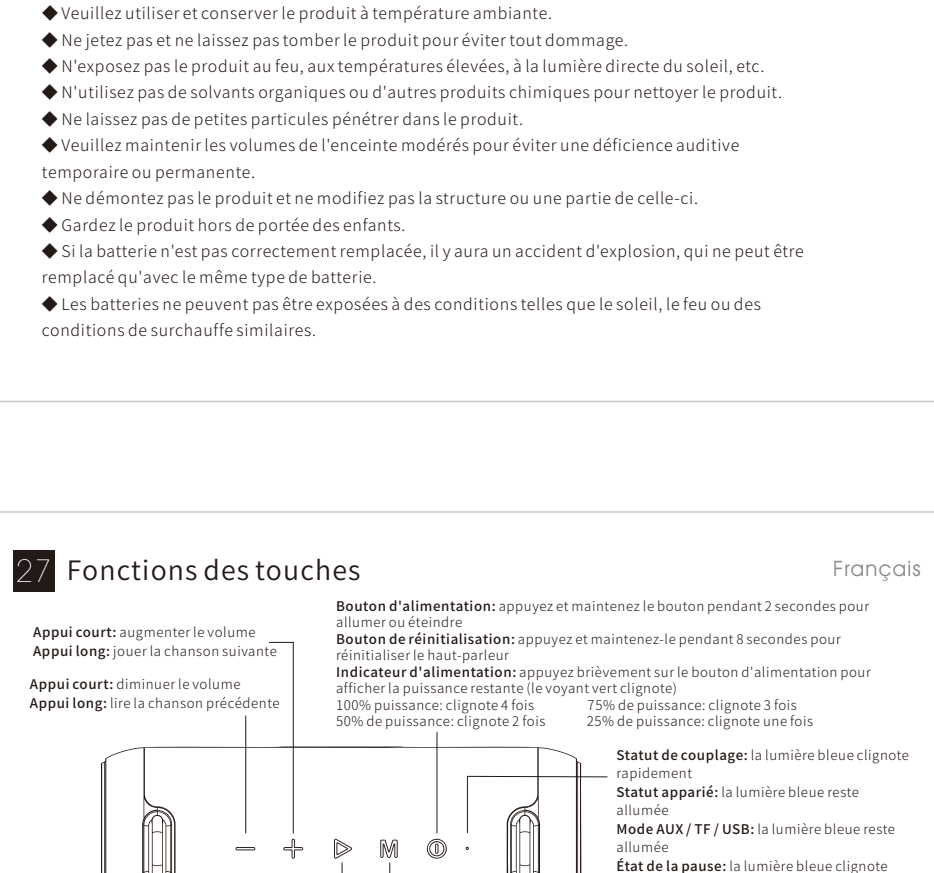 ◆ Veuillez utiliser et conserver le produit à température ambiante.
◆ Ne jetez pas et ne laissez pas tomber le produit pour éviter tout dommage.
◆ N'exposez pas le produit au feu, aux températures élevées, à la lumière directe du soleil, etc.
◆ N'utilisez pas de solvants organiques ou d'autres produits chimiques pour nettoyer le produit.
◆ Ne laissez pas de petites particules pénétrer dans le produit.
◆ Veuillez maintenir les volumes de l'enceinte modérés pour éviter une déficience auditive
temporaire ou permanente.
◆ Ne démontez pas le produit et ne modifiez pas la structure ou une partie de celle-ci.
◆ Gardez le produit hors de portée des enfants.
◆ Si la batterie n'est pas correctement remplacée, il y aura un accident d'explosion, qui ne peut être
remplacé qu'avec le même type de batterie.
◆ Les batteries ne peuvent pas être exposées à des conditions telles que le soleil, le feu ou des
conditions de surchauffe similaires.
27 Fonctions des touches
Français
Appui court: augmenter le volume
Appui long: jouer la chanson suivante
Appui court: diminuer le volume
Appui long: lire la chanson précédente
Bouton d'alimentation: appuyez et maintenez le bouton pendant 2 secondes pour
allumer ou éteindre
Bouton de réinitialisation: appuyez et maintenez-le pendant 8 secondes pour
réinitialiser le haut-parleur
Indicateur d'alimentation: appuyez brièvement sur le bouton d'alimentation pour
afficher la puissance restante (le voyant vert clignote)
100% puissance: clignote 4 fois 75% de puissance: clignote 3 fois
50% de puissance: clignote 2 fois 25% de puissance: clignote une fois
Statut de couplage: la lumière bleue clignote
rapidement
Statut apparié: la lumière bleue reste
allumée
Mode AUX / TF / USB: la lumière bleue reste
allumée
État de la pause: la lumière bleue clignote
M